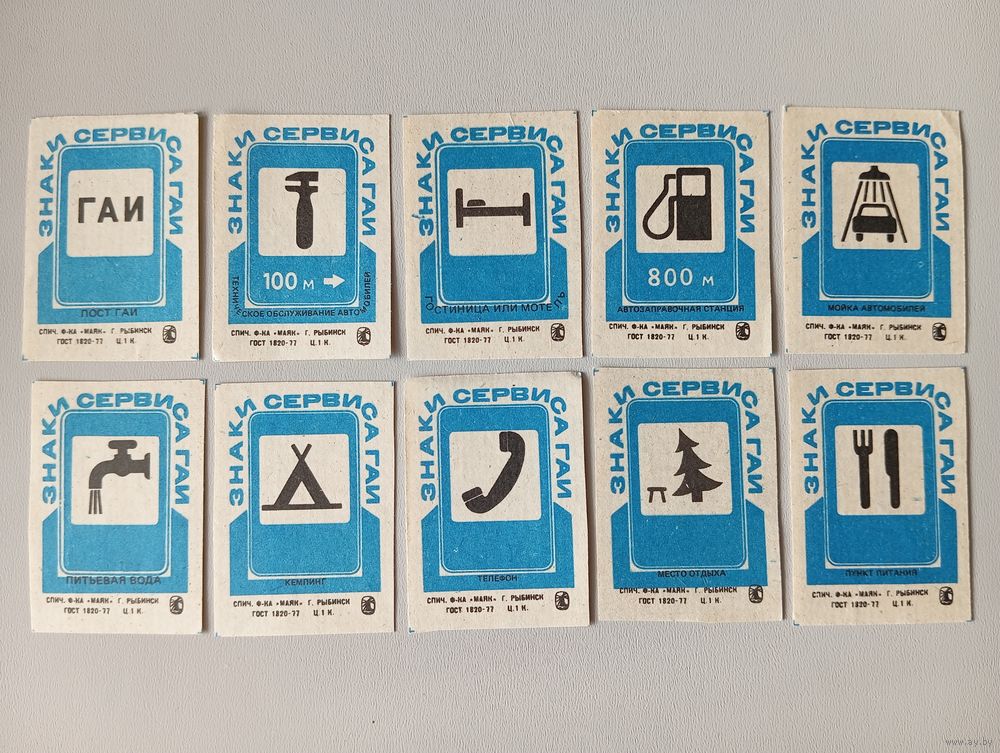 ЗНАКИ СЕРВИСА ГАИ
ГАИ
ПОСТ ГАИ
СПИЧ. Ф-КА «МАЯК» Г. РЫБИНСК
ГОСТ 1820-77 Ц.1 К.
ЗНАКИ СЕРВИСА ГАИ
100 м →
ТЕХНИЧЕСКОЕ ОБСЛУЖИВАНИЕ АВТОМОБИЛЕЙ
СПИЧ. Ф-КА «МАЯК» Г. РЫБИНСК
ГОСТ 1820-77 Ц.1 К.
ЗНАКИ СЕРВИСА ГАИ
ГОСТИНИЦА ИЛИ МОТЕЛЬ
СПИЧ. Ф-КА «МАЯК» Г. РЫБИНСК
ГОСТ 1820-77 Ц.1 К.
ЗНАКИ СЕРВИСА ГАИ
800 м
АВТОЗАПРАВОЧНАЯ СТАНЦИЯ
СПИЧ. Ф-КА «МАЯК» Г. РЫБИНСК
ГОСТ 1820-77 Ц.1 К.
ЗНАКИ СЕРВИСА ГАИ
МОЙКА АВТОМОБИЛЕЙ
СПИЧ. Ф-КА «МАЯК» Г. РЫБИНСК
ГОСТ 1820-77 Ц.1 К.
ЗНАКИ СЕРВИСА ГАИ
ПИТЬЕВАЯ ВОДА
СПИЧ. Ф-КА «МАЯК» Г. РЫБИНСК
ГОСТ 1820-77 Ц.1 К.
ЗНАКИ СЕРВИСА ГАИ
КЕМПИНГ
СПИЧ. Ф-КА «МАЯК» Г. РЫБИНСК
ГОСТ 1820-77 Ц.1 К.
ЗНАКИ СЕРВИСА ГАИ
ТЕЛЕФОН
СПИЧ. Ф-КА «МАЯК» Г. РЫБИНСК
ГОСТ 1820-77 Ц.1 К.
ЗНАКИ СЕРВИСА ГАИ
МЕСТО ОТДЫХА
СПИЧ. Ф-КА «МАЯК» Г. РЫБИНСК
ГОСТ 1820-77 Ц.1 К.
ЗНАКИ СЕРВИСА ГАИ
ПУНКТ ПИТАНИЯ
СПИЧ. Ф-КА «МАЯК» Г. РЫБИНСК
ГОСТ 1820-77 Ц.1 К.
www.ay.by